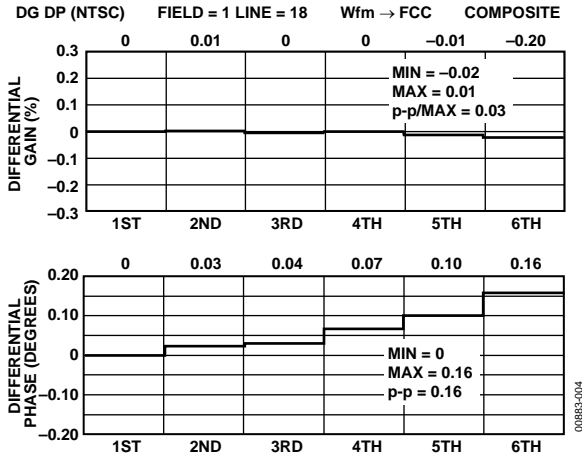 DG DP (NTSC) FIELD = 1 LINE = 18 Wfm → FCC COMPOSITE
0 0.01 0 0 –0.01 –0.20
DIFFERENTIAL
GAIN (%)
0.3
0.2
0.1
0
–0.1
–0.2
–0.3
MIN = –0.02
MAX = 0.01
p-p/MAX = 0.03
1ST 2ND 3RD 4TH 5TH 6TH
0 0.03 0.04 0.07 0.10 0.16
DIFFERENTIAL
PHASE (DEGREES)
0.20
0.10
0
–0.10
–0.20
MIN = 0
MAX = 0.16
p-p = 0.16
1ST 2ND 3RD 4TH 5TH 6TH
00883-004